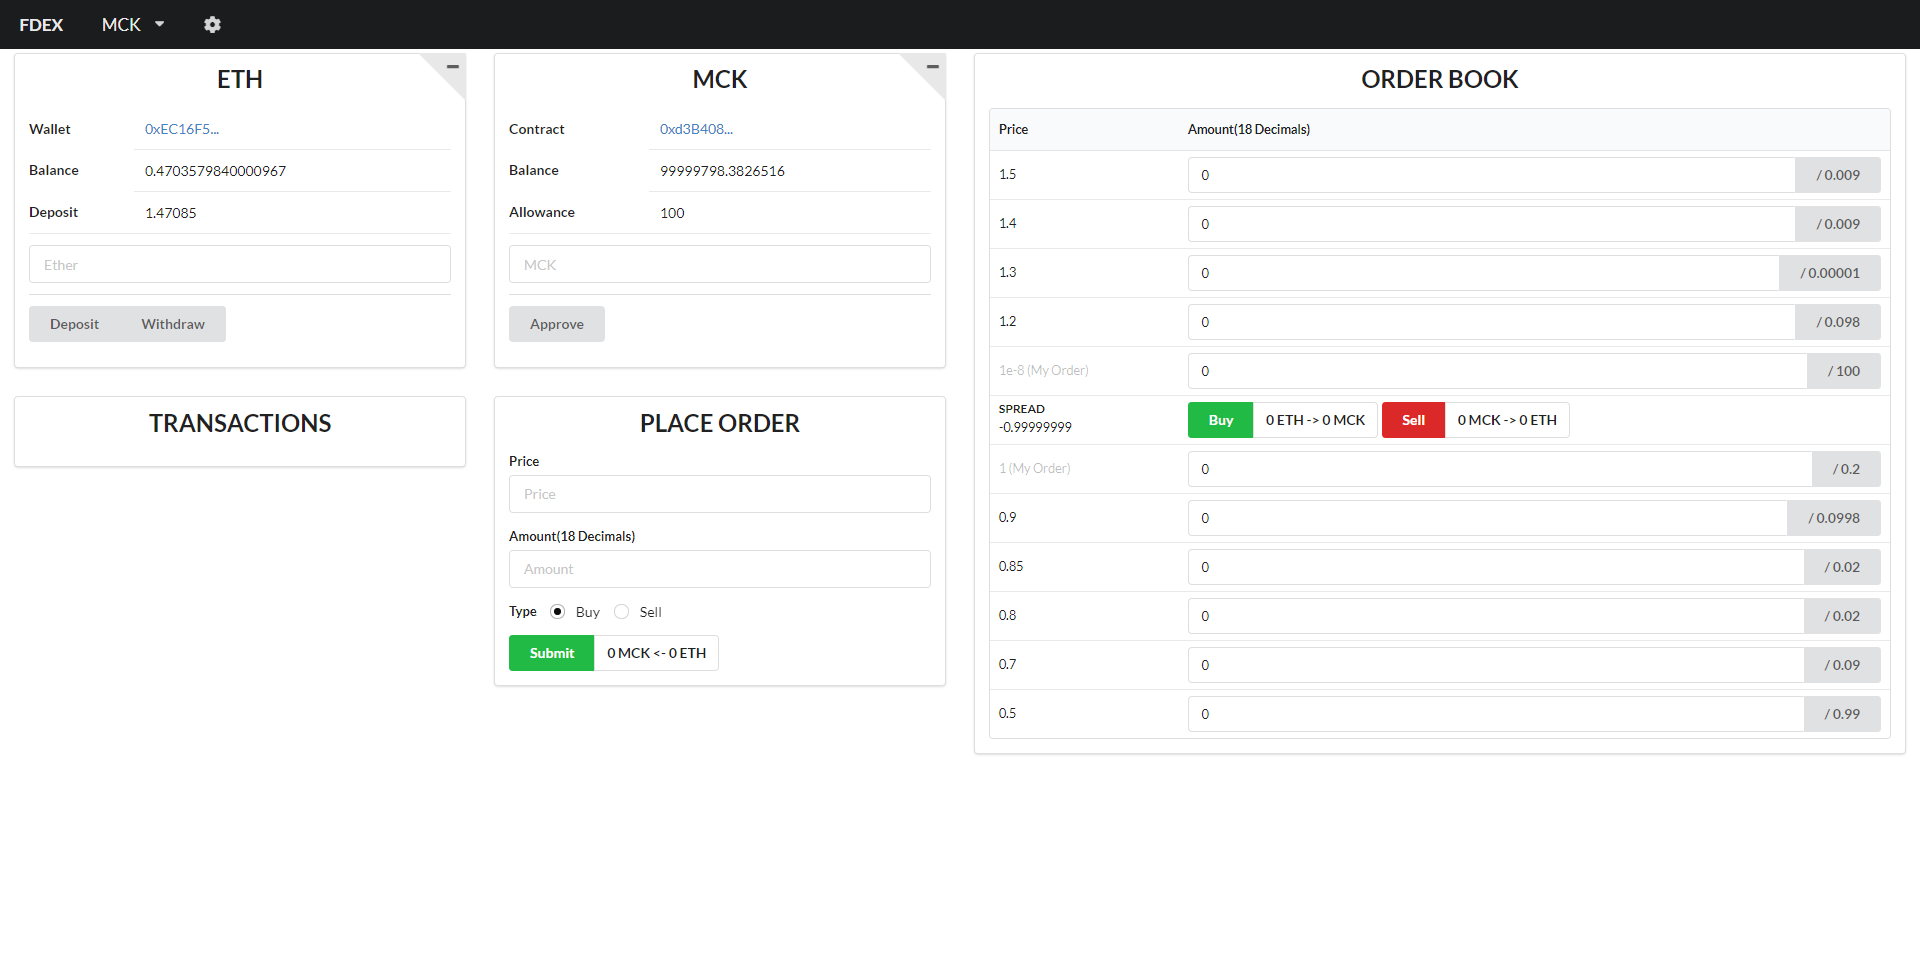 FDEX MCK
ETH
Wallet 0xEC16F5...
Balance 0.4703579840000967
Deposit 1.47085
Ether
Deposit Withdraw
TRANSACTIONS
MCK
Contract 0xd3B408...
Balance 99999798.3826516
Allowance 100
MCK
Approve
PLACE ORDER
Price
Price
Amount(18 Decimals)
Amount
Type Buy Sell
Submit 0 MCK <- 0 ETH
ORDER BOOK
Price Amount(18 Decimals)
1.5 0 / 0.009
1.4 0 / 0.009
1.3 0 / 0.00001
1.2 0 / 0.098
1e-8 (My Order) 0 / 100
SPREAD
-0.99999999
Buy 0 ETH -> 0 MCK Sell 0 MCK -> 0 ETH
1 (My Order) 0 / 0.2
0.9 0 / 0.0998
0.85 0 / 0.02
0.8 0 / 0.02
0.7 0 / 0.09
0.5 0 / 0.99